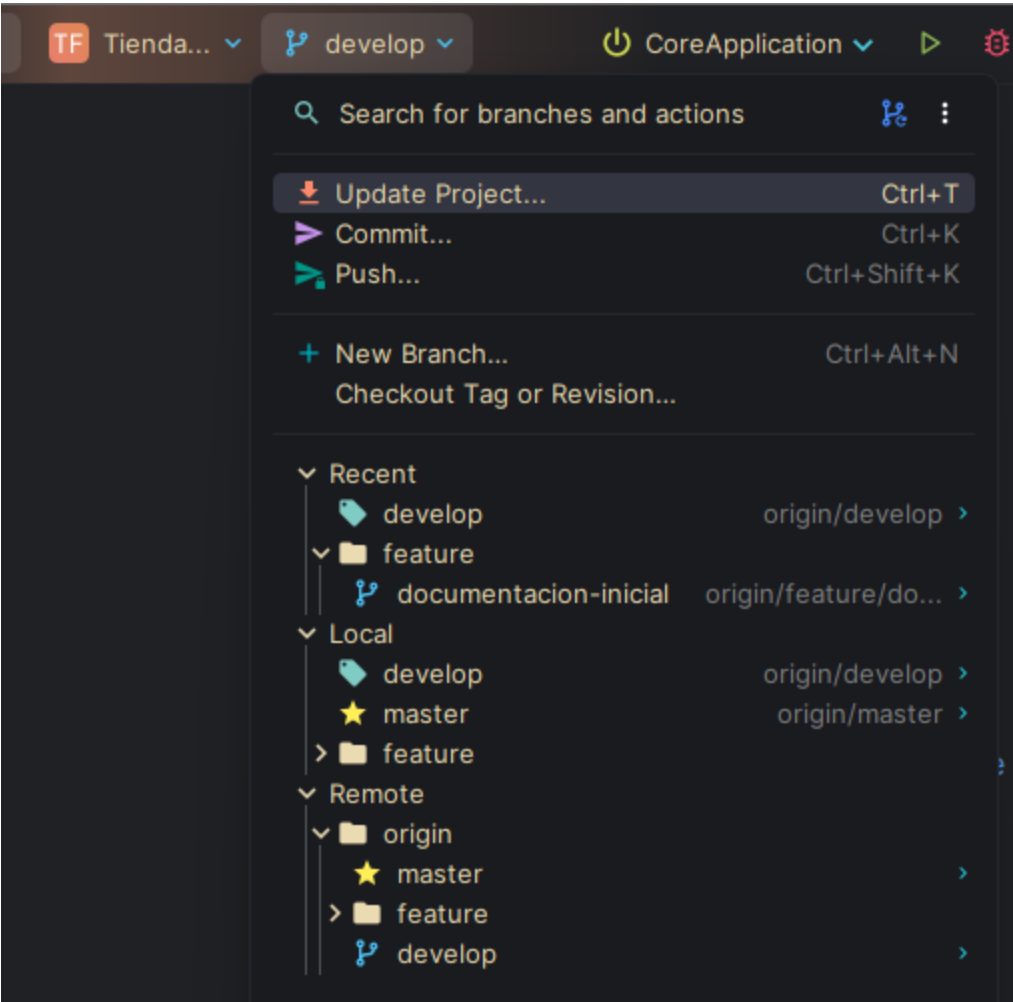 TF Tienda... develop CoreApplication
Search for branches and actions
Update Project... Ctrl+T
Commit... Ctrl+K
Push... Ctrl+Shift+K
New Branch... Ctrl+Alt+N
Checkout Tag or Revision...
Recent
develop origin/develop
feature
documentacion-inicial origin/feature/do...
Local
develop origin/develop
master origin/master
feature
Remote
origin
master
feature
develop